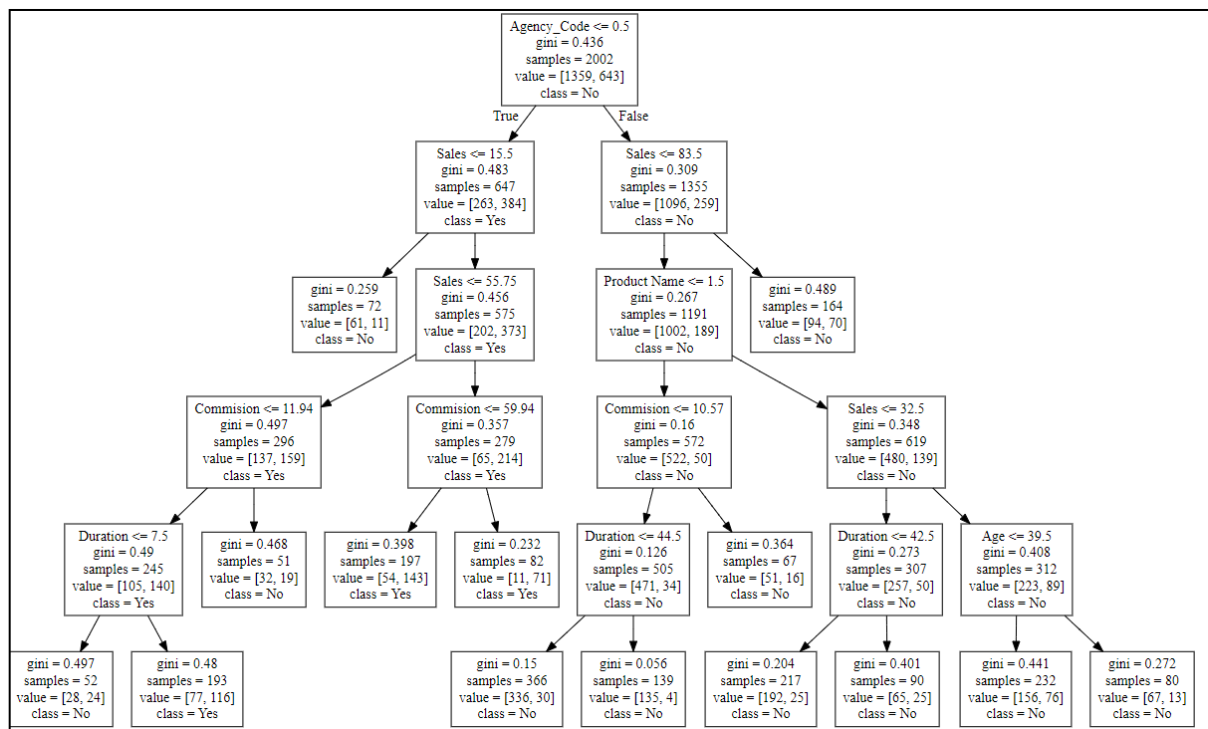 Agency_Code <= 0.5
gini = 0.436
samples = 2002
value = [1359, 643]
class = No
True
False
Sales <= 15.5
gini = 0.483
samples = 647
value = [263, 384]
class = Yes
Sales <= 83.5
gini = 0.309
samples = 1355
value = [1096, 259]
class = No
gini = 0.259
samples = 72
value = [61, 11]
class = No
Sales <= 55.75
gini = 0.456
samples = 575
value = [202, 373]
class = Yes
Product Name <= 1.5
gini = 0.267
samples = 1191
value = [1002, 189]
class = No
gini = 0.489
samples = 164
value = [94, 70]
class = No
Commision <= 11.94
gini = 0.497
samples = 296
value = [137, 159]
class = Yes
Commision <= 59.94
gini = 0.357
samples = 279
value = [65, 214]
class = Yes
Commision <= 10.57
gini = 0.16
samples = 572
value = [522, 50]
class = No
Sales <= 32.5
gini = 0.348
samples = 619
value = [480, 139]
class = No
Duration <= 7.5
gini = 0.49
samples = 245
value = [105, 140]
class = Yes
gini = 0.468
samples = 51
value = [32, 19]
class = No
gini = 0.398
samples = 197
value = [54, 143]
class = Yes
gini = 0.232
samples = 82
value = [11, 71]
class = Yes
Duration <= 44.5
gini = 0.126
samples = 505
value = [471, 34]
class = No
gini = 0.364
samples = 67
value = [51, 16]
class = No
Duration <= 42.5
gini = 0.273
samples = 307
value = [257, 50]
class = No
Age <= 39.5
gini = 0.408
samples = 312
value = [223, 89]
class = No
gini = 0.497
samples = 52
value = [28, 24]
class = No
gini = 0.48
samples = 193
value = [77, 116]
class = Yes
gini = 0.15
samples = 366
value = [336, 30]
class = No
gini = 0.056
samples = 139
value = [135, 4]
class = No
gini = 0.204
samples = 217
value = [192, 25]
class = No
gini = 0.401
samples = 90
value = [65, 25]
class = No
gini = 0.441
samples = 232
value = [156, 76]
class = No
gini = 0.272
samples = 80
value = [67, 13]
class = No